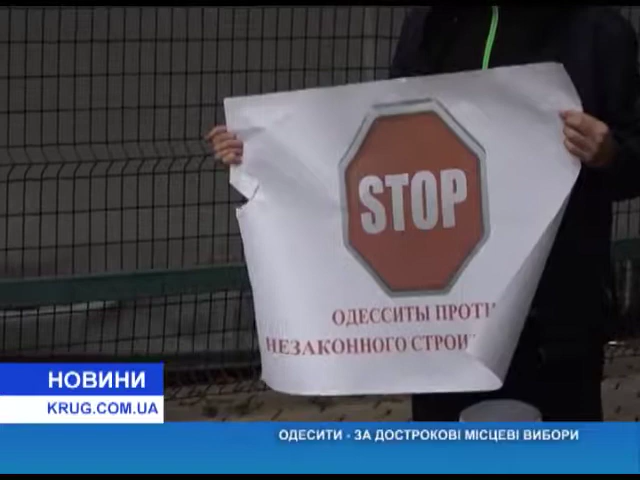 STOP
ОДЕССИТЫ ПРОТИ
НЕЗАКОННОГО СТРОИ
НОВИНИ
KRUG.COM.UA
ОДЕСИТИ - ЗА ДОСТРОКОВІ МІСЦЕВІ ВИБОРИ